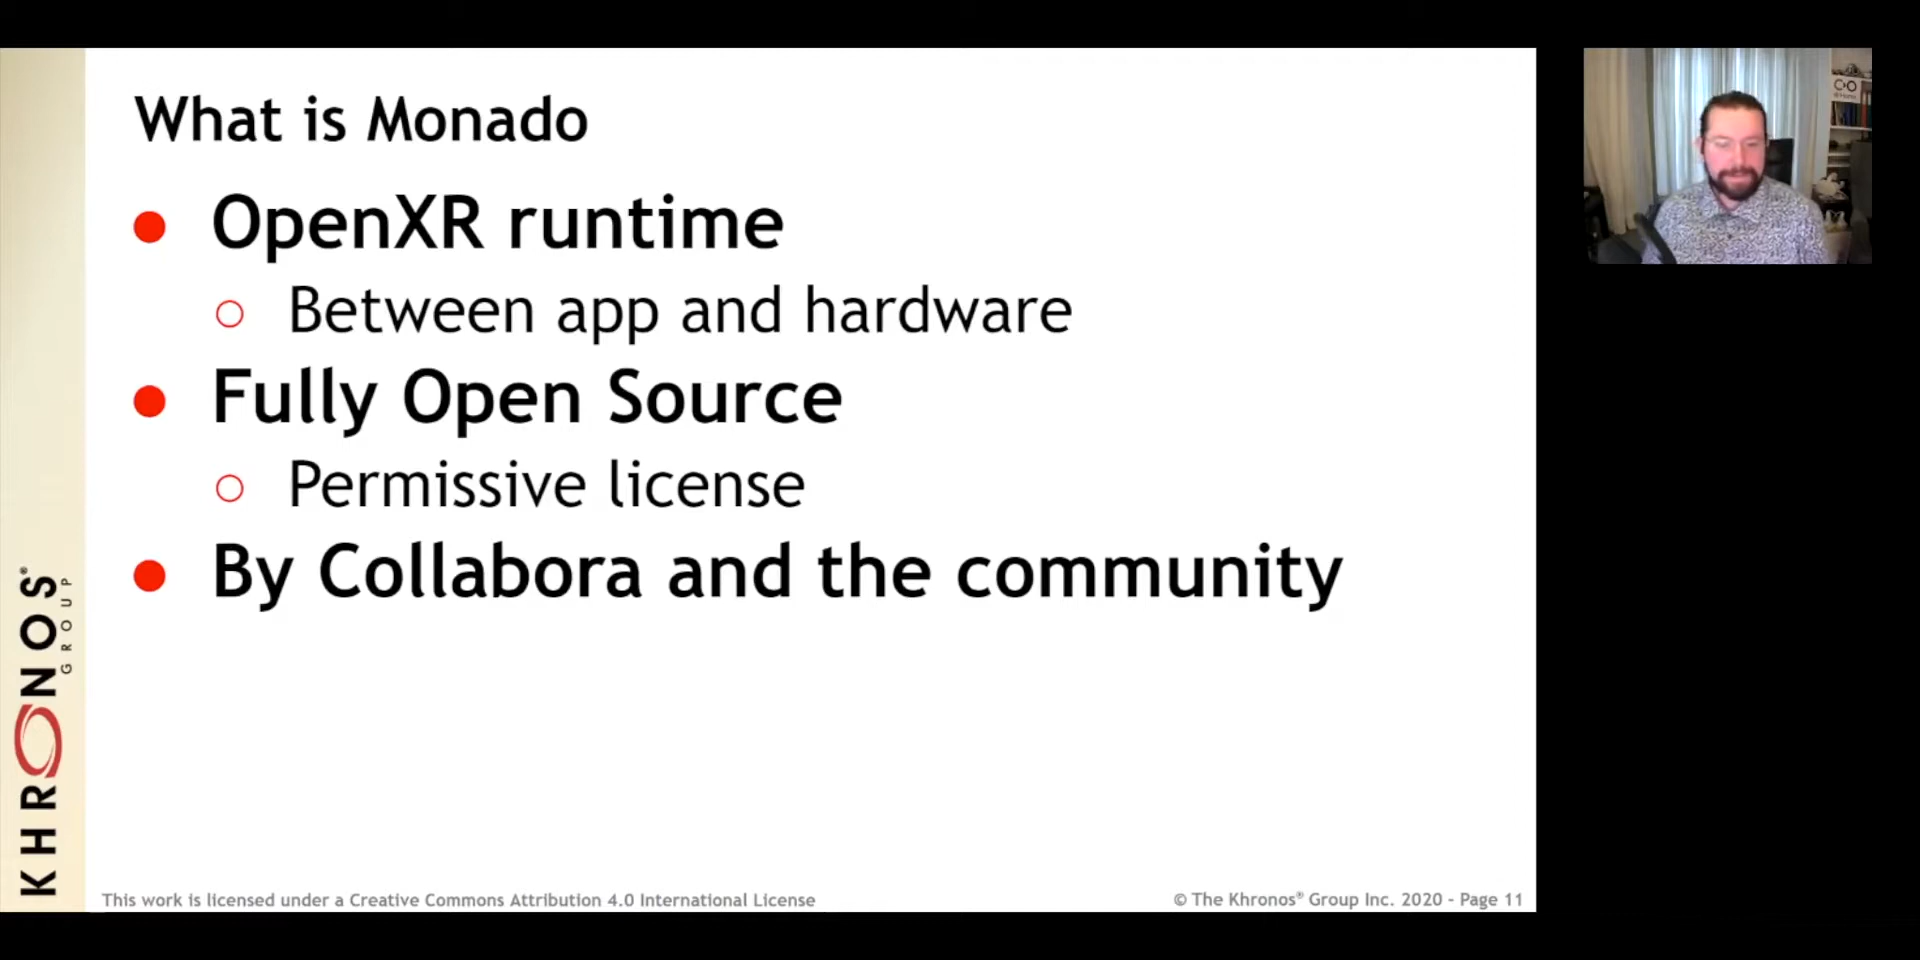 What is Monado
● OpenXR runtime
○ Between app and hardware
● Fully Open Source
○ Permissive license
● By Collabora and the community
KHRONOS®
GROUP
This work is licensed under a Creative Commons Attribution 4.0 International License
© The Khronos® Group Inc. 2020 - Page 11